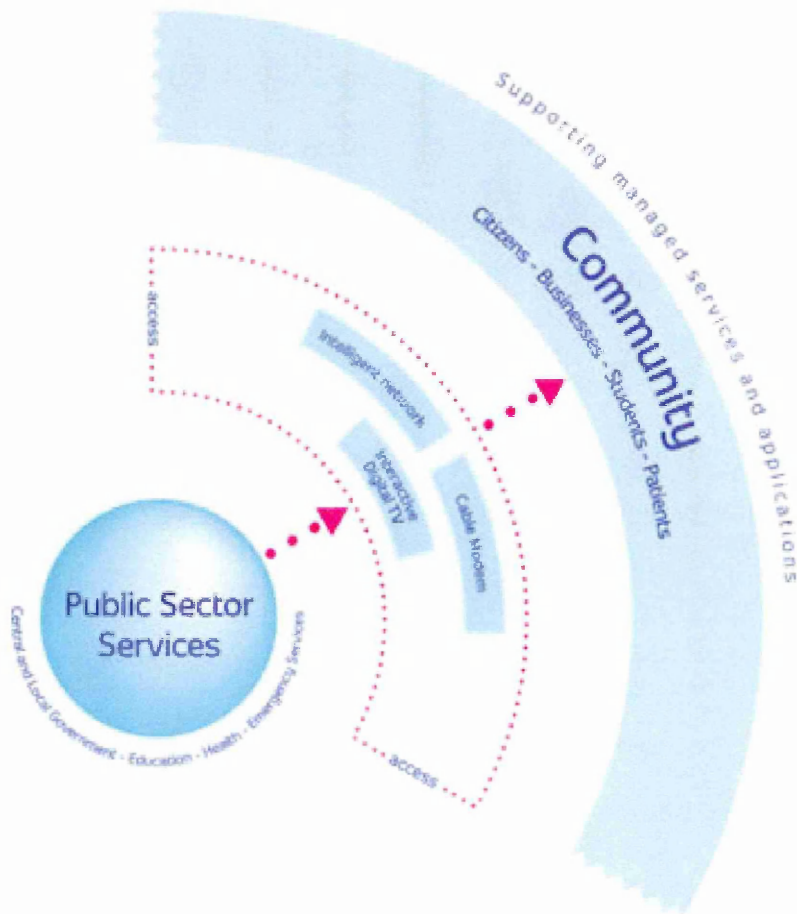 Supporting managed services and applications
Community
Citizens - Businesses - Students - Patients
access
Intelligent network
Interactive
Digital TV
Cable Modem
Public Sector
Services
Central and Local Government - Education - Health - Emergency Services
access